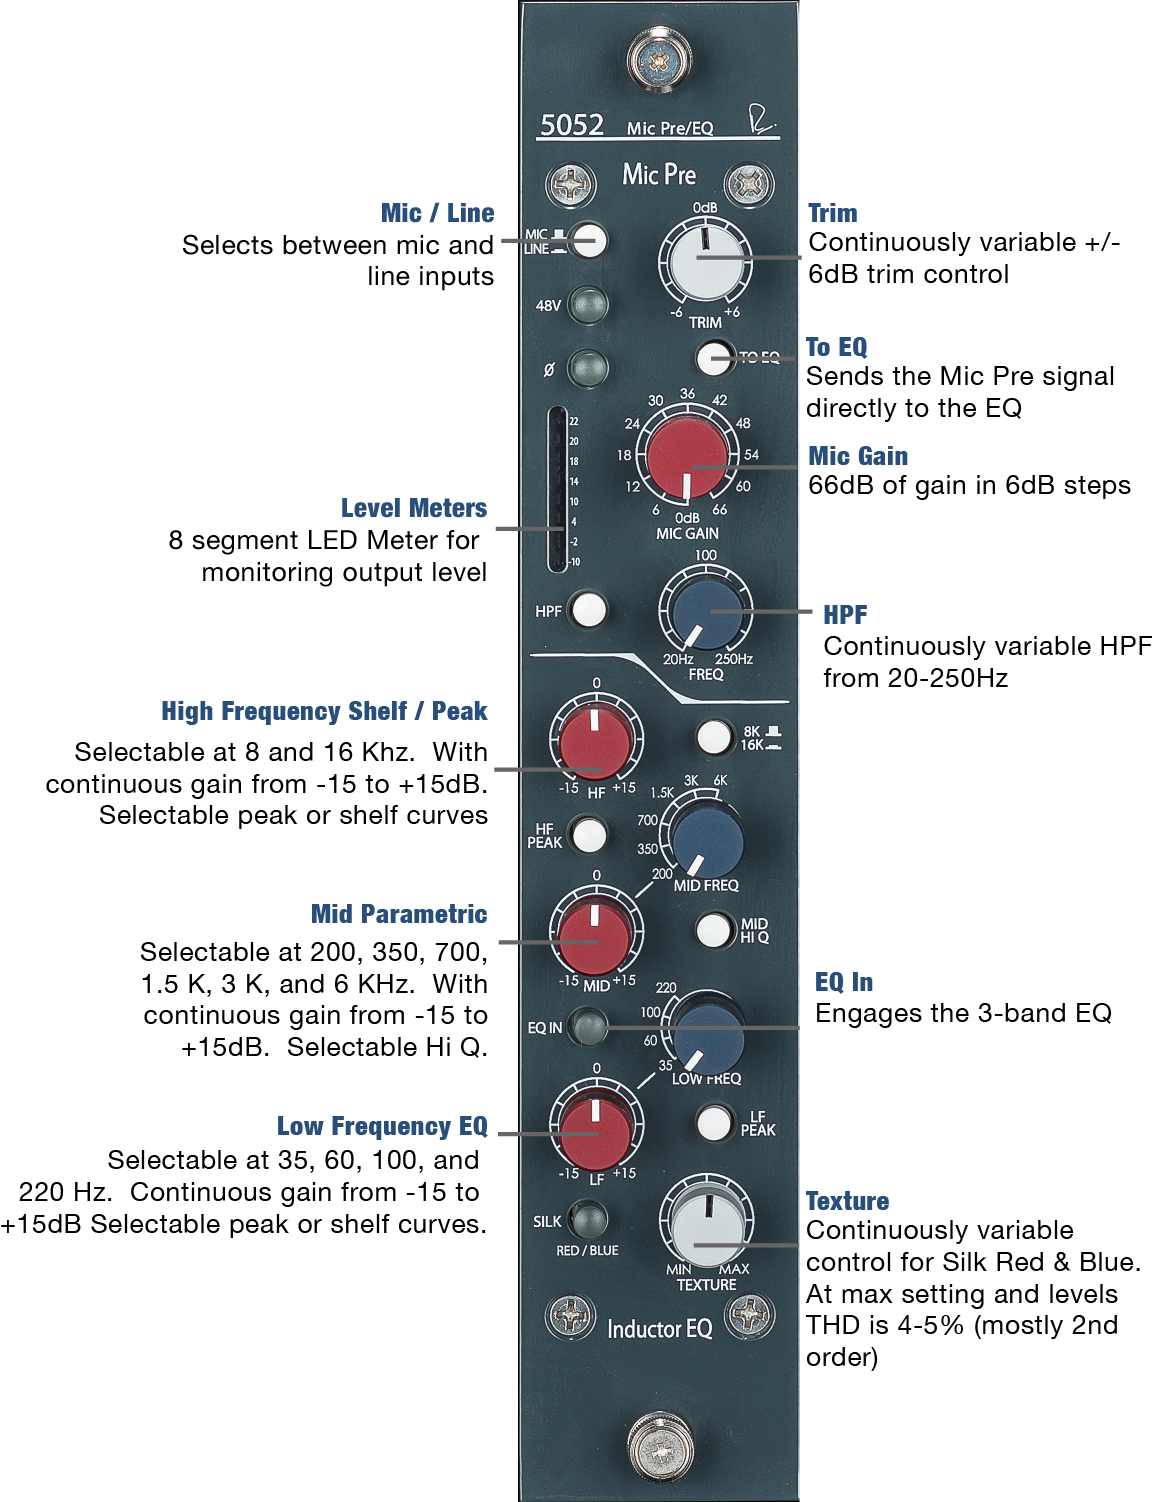 5052 Mic Pre/EQ
Mic Pre
Mic / Line
Selects between mic and
line inputs
MIC
LINE
48V
Ø
0dB
-6 +6
TRIM
Trim
Continuously variable +/-
6dB trim control
TO EQ
To EQ
Sends the Mic Pre signal
directly to the EQ
22
20
18
14
10
4
-2
-10
Level Meters
8 segment LED Meter for
monitoring output level
36
30 42
24 48
18 54
12 60
6 66
0dB
MIC GAIN
Mic Gain
66dB of gain in 6dB steps
HPF
100
20Hz 250Hz
FREQ
HPF
Continuously variable HPF
from 20-250Hz
High Frequency Shelf / Peak
Selectable at 8 and 16 Khz. With
continuous gain from -15 to +15dB.
Selectable peak or shelf curves
0
-15 HF +15
8K
16K
HF
PEAK
3K 6K
1.5K
700
350
200
MID FREQ
Mid Parametric
Selectable at 200, 350, 700,
1.5 K, 3 K, and 6 KHz. With
continuous gain from -15 to
+15dB. Selectable Hi Q.
0
-15 MID +15
MID
HI Q
EQ IN
220
100
60
35
LOW FREQ
EQ In
Engages the 3-band EQ
Low Frequency EQ
Selectable at 35, 60, 100, and
220 Hz. Continuous gain from -15 to
+15dB Selectable peak or shelf curves.
0
-15 LF +15
LF
PEAK
SILK
RED / BLUE
MIN MAX
TEXTURE
Texture
Continuously variable
control for Silk Red & Blue.
At max setting and levels
THD is 4-5% (mostly 2nd
order)
Inductor EQ